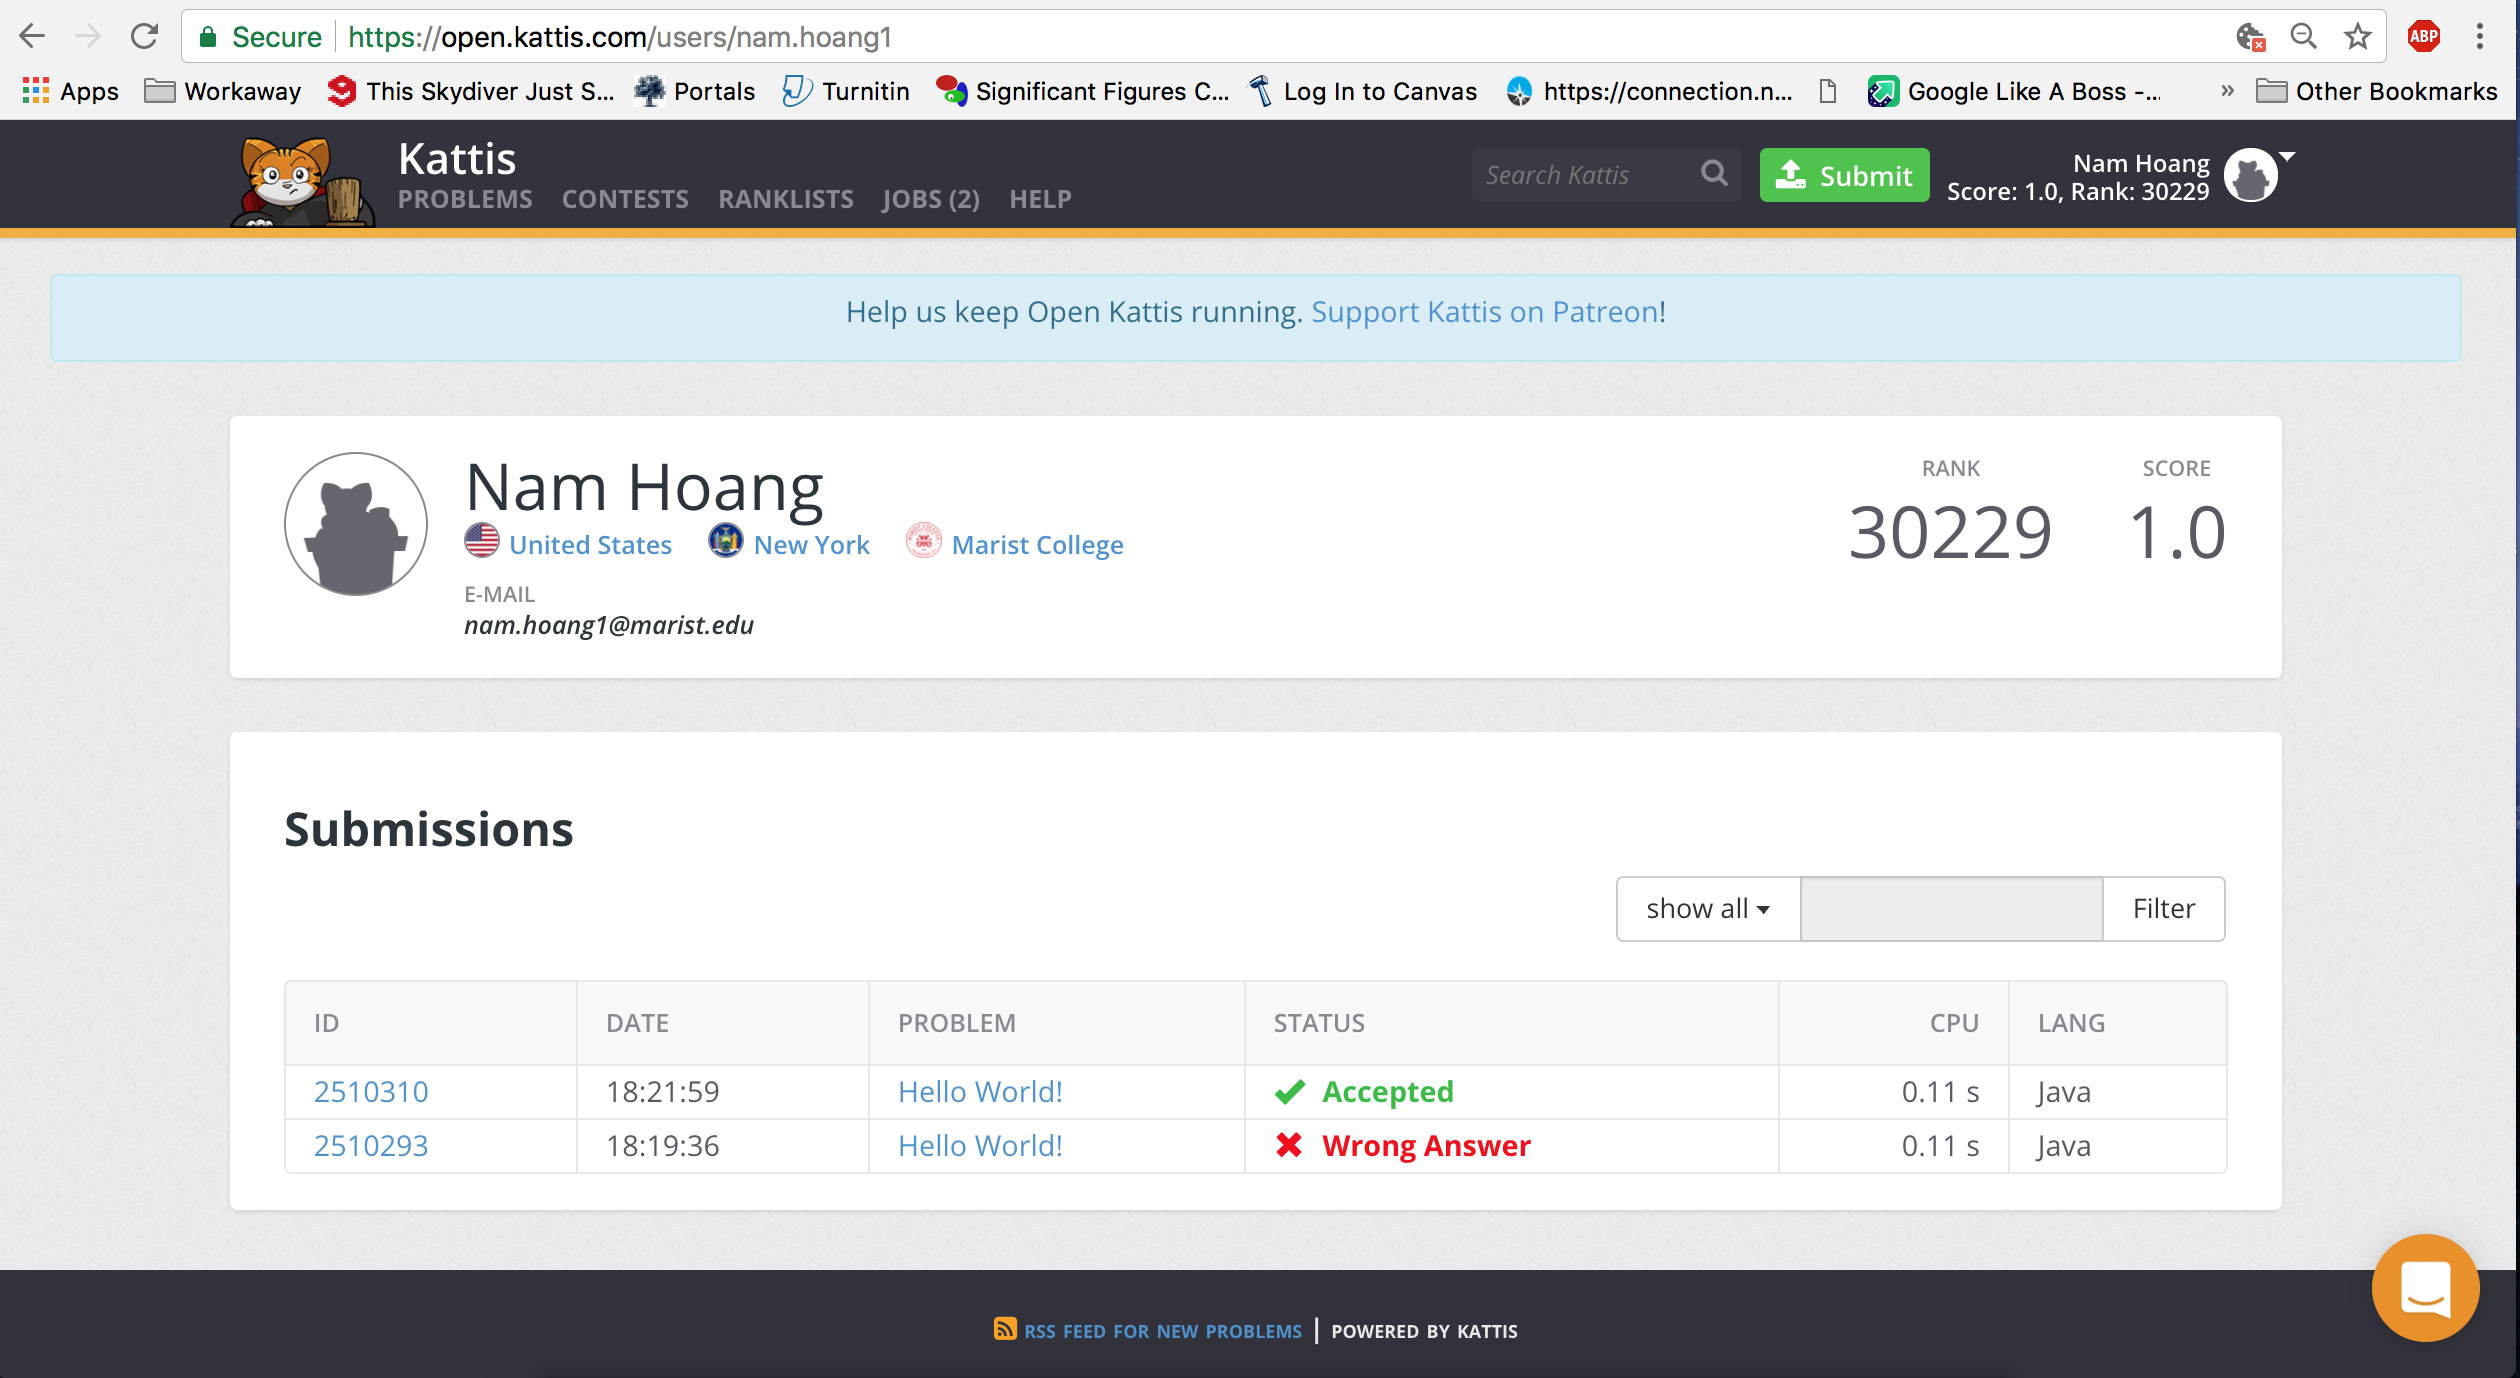 Secure https://open.kattis.com/users/nam.hoang1
ABP
Apps Workaway This Skydiver Just S... Portals Turnitin Significant Figures C... Log In to Canvas https://connection.n... Google Like A Boss -... » Other Bookmarks
Kattis
PROBLEMS CONTESTS RANKLISTS JOBS (2) HELP
Search Kattis
Submit
Nam Hoang
Score: 1.0, Rank: 30229
Help us keep Open Kattis running. Support Kattis on Patreon!
Nam Hoang
United States New York Marist College
E-MAIL
nam.hoang1@marist.edu
RANK SCORE
30229 1.0
Submissions
show all Filter
ID DATE PROBLEM STATUS CPU LANG
2510310 18:21:59 Hello World! Accepted 0.11 s Java
2510293 18:19:36 Hello World! Wrong Answer 0.11 s Java
RSS FEED FOR NEW PROBLEMS | POWERED BY KATTIS